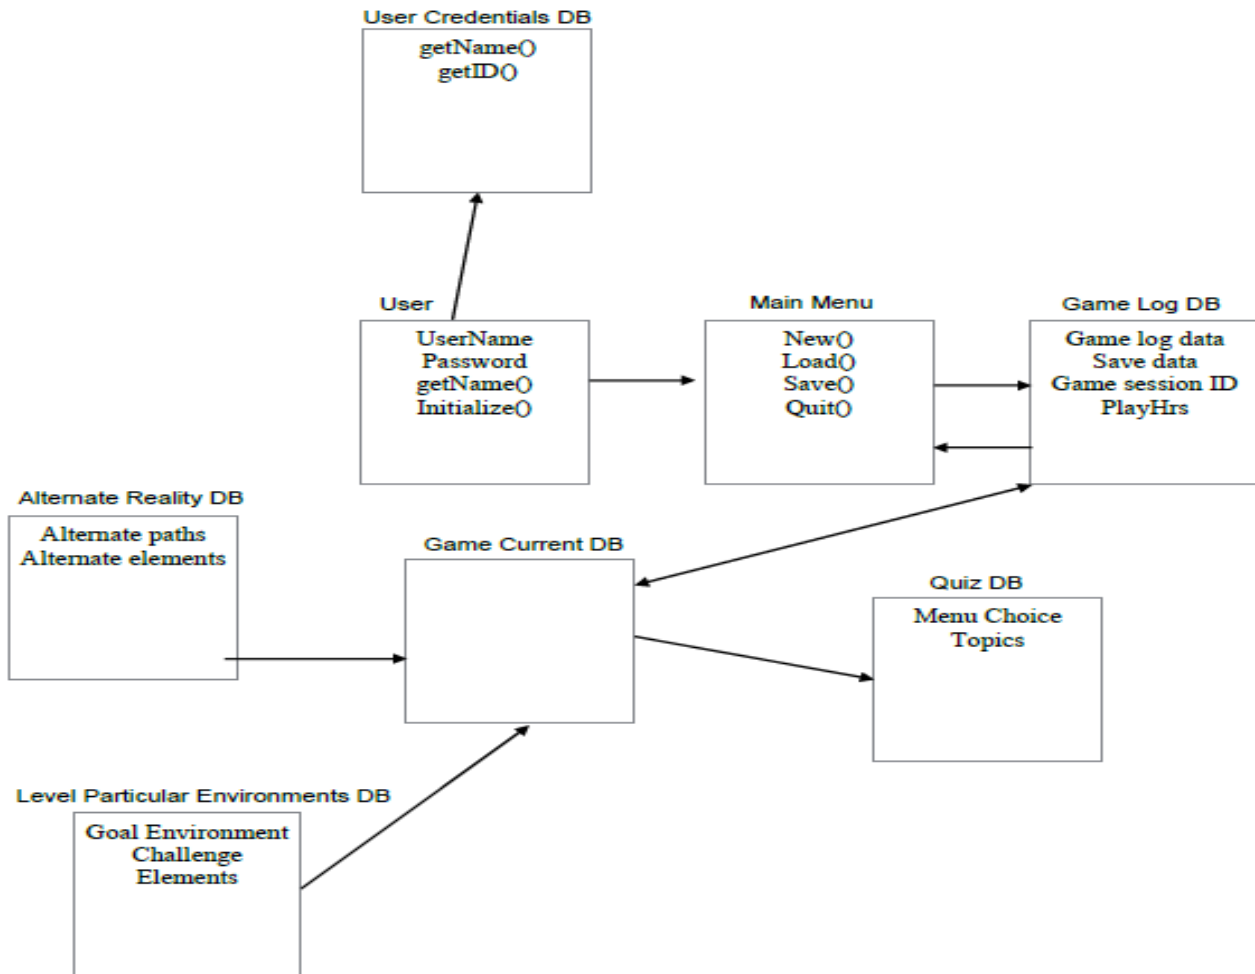 User Credentials DB
getName()
getID()
User
UserName
Password
getName()
Initialize()
Main Menu
New()
Load()
Save()
Quit()
Game Log DB
Game log data
Save data
Game session ID
PlayHrs
Alternate Reality DB
Alternate paths
Alternate elements
Game Current DB
Quiz DB
Menu Choice
Topics
Level Particular Environments DB
Goal Environment
Challenge
Elements